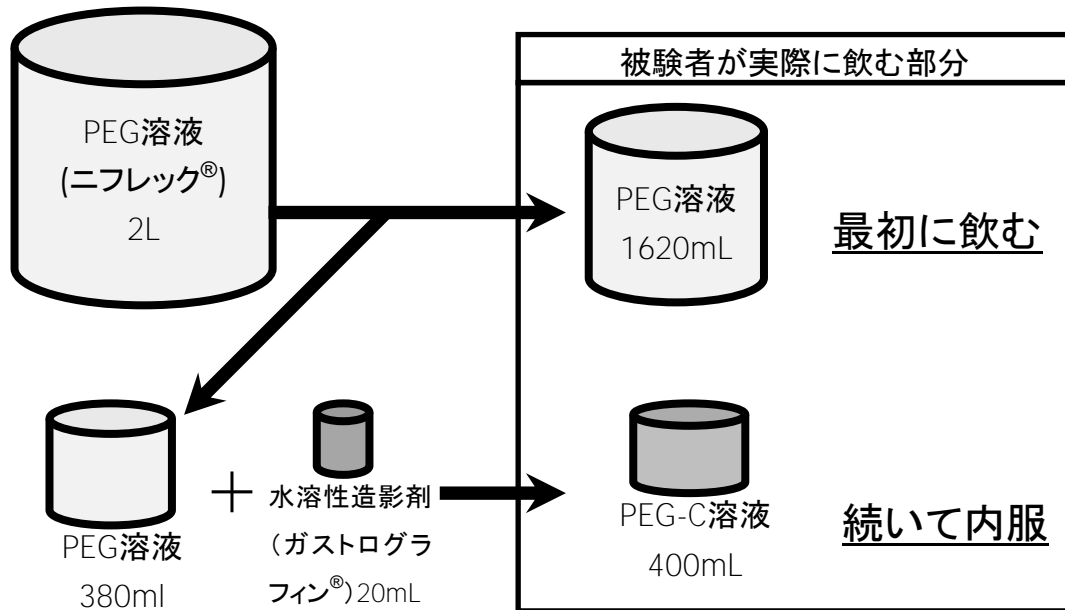 被験者が実際に飲む部分
PEG溶液
(ニフレック®)
2L
PEG溶液
1620mL
最初に飲む
PEG溶液
380ml
+
水溶性造影剤
(ガストログラ
フィン®)20mL
PEG-C溶液
400mL
続いて内服